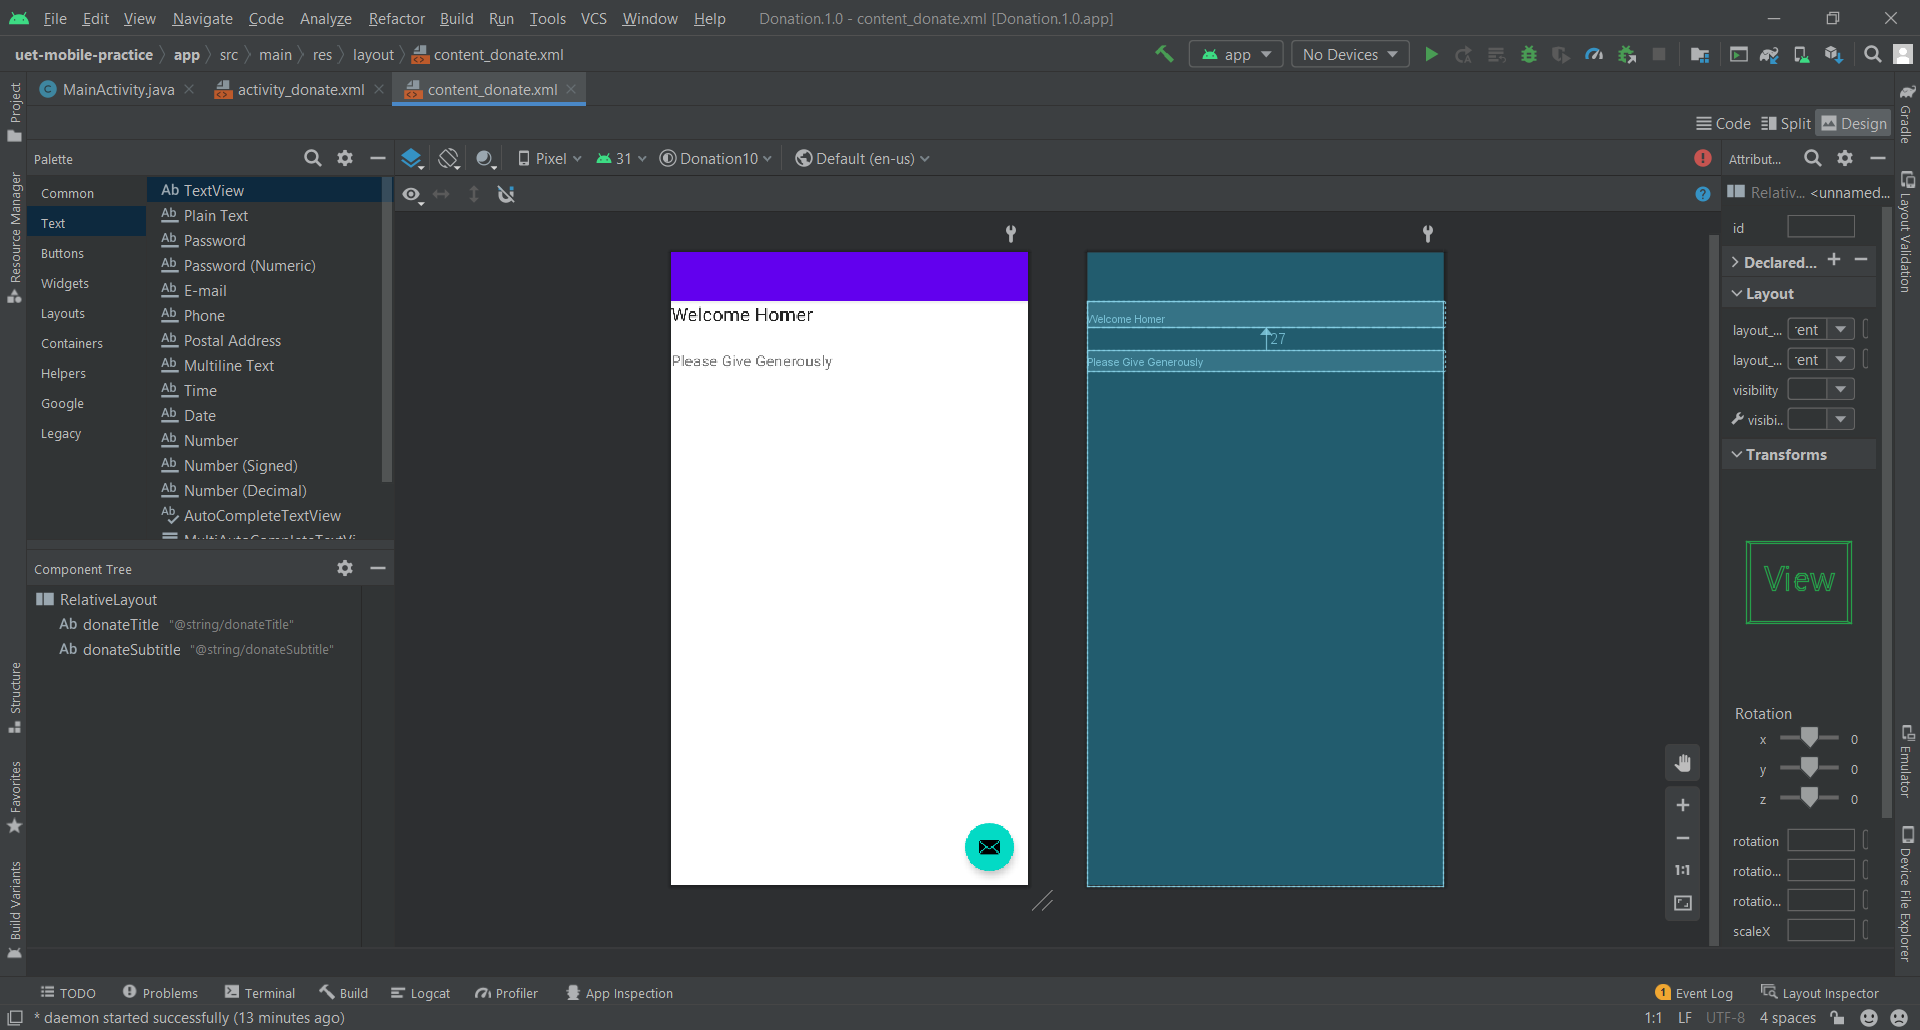 File Edit View Navigate Code Analyze Refactor Build Run Tools VCS Window Help Donation.1.0 - content_donate.xml [Donation.1.0.app]
uet-mobile-practice app src main res layout content_donate.xml app No Devices
MainActivity.java activity_donate.xml content_donate.xml
Code Split Design
Palette
Pixel 31 Donation10 Default (en-us)
Attribut...
Common
Text
Buttons
Widgets
Layouts
Containers
Helpers
Google
Legacy
Ab TextView
Ab Plain Text
Ab Password
Ab Password (Numeric)
Ab E-mail
Ab Phone
Ab Postal Address
Ab Multiline Text
Ab Time
Ab Date
Ab Number
Ab Number (Signed)
Ab Number (Decimal)
Ab AutoCompleteTextView
MultiAutoCompleteTextVi
Component Tree
RelativeLayout
Ab donateTitle "@string/donateTitle"
Ab donateSubtitle "@string/donateSubtitle"
Welcome Homer
Please Give Generously
Welcome Homer
27
Please Give Generously
1:1
Relativ... <unnamed...
id
Declared...
Layout
layout_... rent
layout_... rent
visibility
visibi..
Transforms
View
Rotation
x 0
y 0
z 0
rotation
rotatio...
rotatio...
scaleX
Project
Resource Manager
Structure
Favorites
Build Variants
Gradle
Layout Validation
Emulator
Device File Explorer
TODO Problems Terminal Build Logcat Profiler App Inspection 1 Event Log Layout Inspector
* daemon started successfully (13 minutes ago) 1:1 LF UTF-8 4 spaces